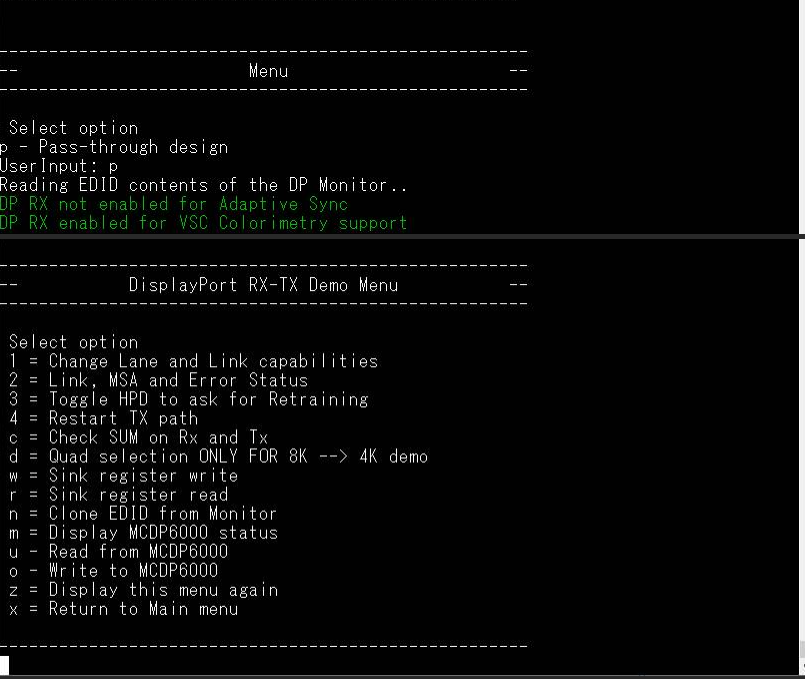 -----------------------------------------------------
--                       Menu                      --
-----------------------------------------------------
Select option
p - Pass-through design
UserInput: p
Reading EDID contents of the DP Monitor..
DP RX not enabled for Adaptive Sync
DP RX enabled for VSC Colorimetry support
-----------------------------------------------------
--           DisplayPort RX-TX Demo Menu           --
-----------------------------------------------------
Select option
1 = Change Lane and Link capabilities
2 = Link, MSA and Error Status
3 = Toggle HPD to ask for Retraining
4 = Restart TX path
c = Check SUM on Rx and Tx
d = Quad selection ONLY FOR 8K --> 4K demo
w = Sink register write
r = Sink register read
n = Clone EDID from Monitor
m = Display MCDP6000 status
u - Read from MCDP6000
o - Write to MCDP6000
z = Display this menu again
x = Return to Main menu
-----------------------------------------------------